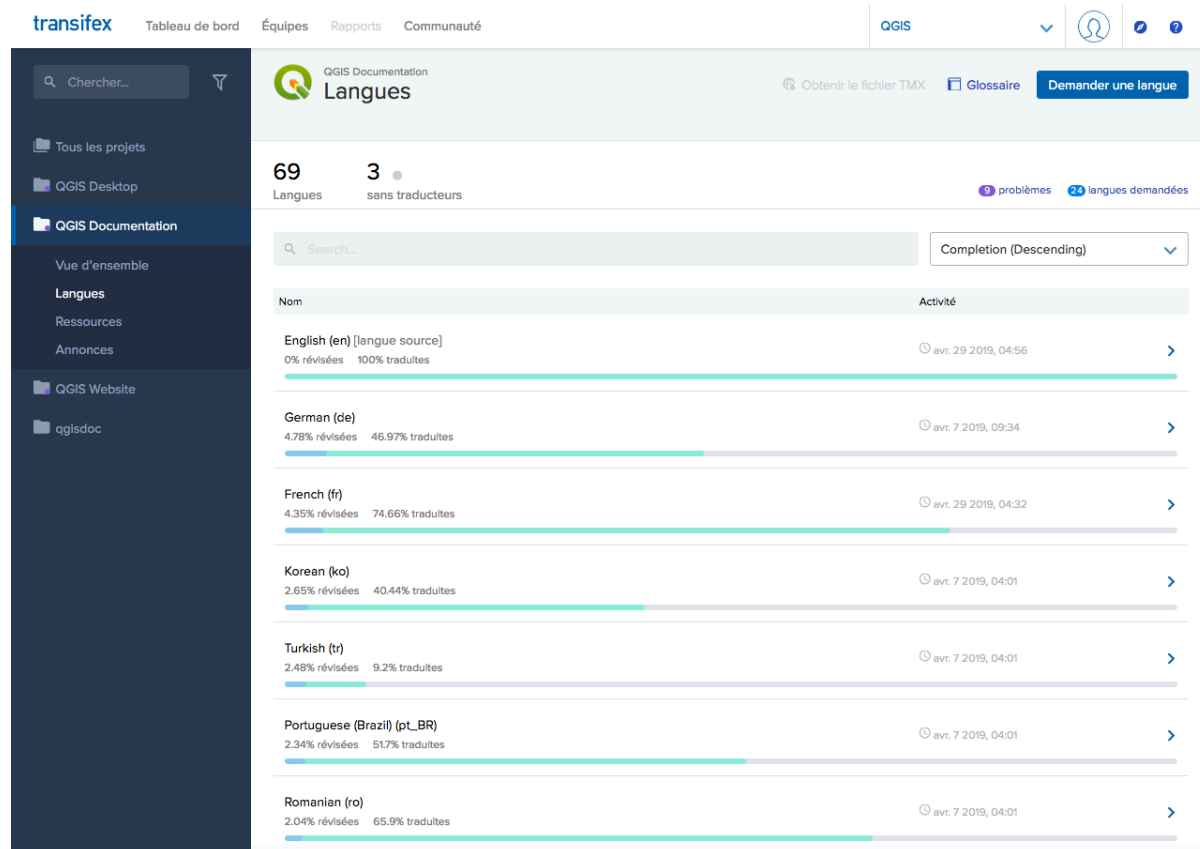 transifex Tableau de bord Équipes Rapports Communauté QGIS
Chercher...
Tous les projets
QGIS Desktop
QGIS Documentation
Vue d'ensemble
Langues
Ressources
Annonces
QGIS Website
qgisdoc
QGIS Documentation
Langues
Obtenir le fichier TMX Glossaire Demander une langue
69 3
Langues sans traducteurs
9 problèmes 24 langues demandées
Search... Completion (Descending)
Nom Activité
English (en) [langue source]
0% révisées 100% traduites
avr. 29 2019, 04:56
German (de)
4.78% révisées 46.97% traduites
avr. 7 2019, 09:34
French (fr)
4.35% révisées 74.66% traduites
avr. 29 2019, 04:32
Korean (ko)
2.65% révisées 40.44% traduites
avr. 7 2019, 04:01
Turkish (tr)
2.48% révisées 9.2% traduites
avr. 7 2019, 04:01
Portuguese (Brazil) (pt_BR)
2.34% révisées 51.7% traduites
avr. 7 2019, 04:01
Romanian (ro)
2.04% révisées 65.9% traduites
avr. 7 2019, 04:01